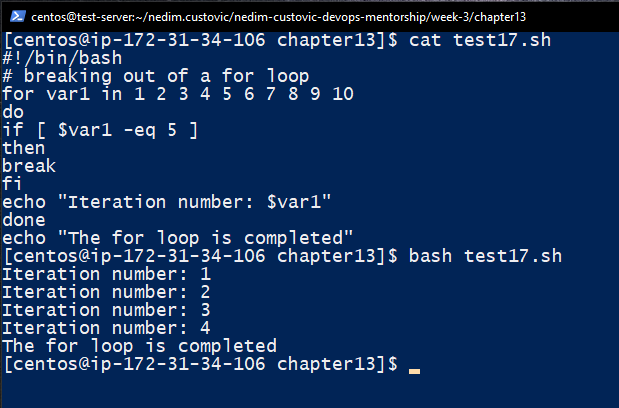 centos@test-server:~/nedim.custovic/nedim-custovic-devops-mentorship/week-3/chapter13
[centos@ip-172-31-34-106 chapter13]$ cat test17.sh
#!/bin/bash
# breaking out of a for loop
for var1 in 1 2 3 4 5 6 7 8 9 10
do
if [ $var1 -eq 5 ]
then
break
fi
echo "Iteration number: $var1"
done
echo "The for loop is completed"
[centos@ip-172-31-34-106 chapter13]$ bash test17.sh
Iteration number: 1
Iteration number: 2
Iteration number: 3
Iteration number: 4
The for loop is completed
[centos@ip-172-31-34-106 chapter13]$